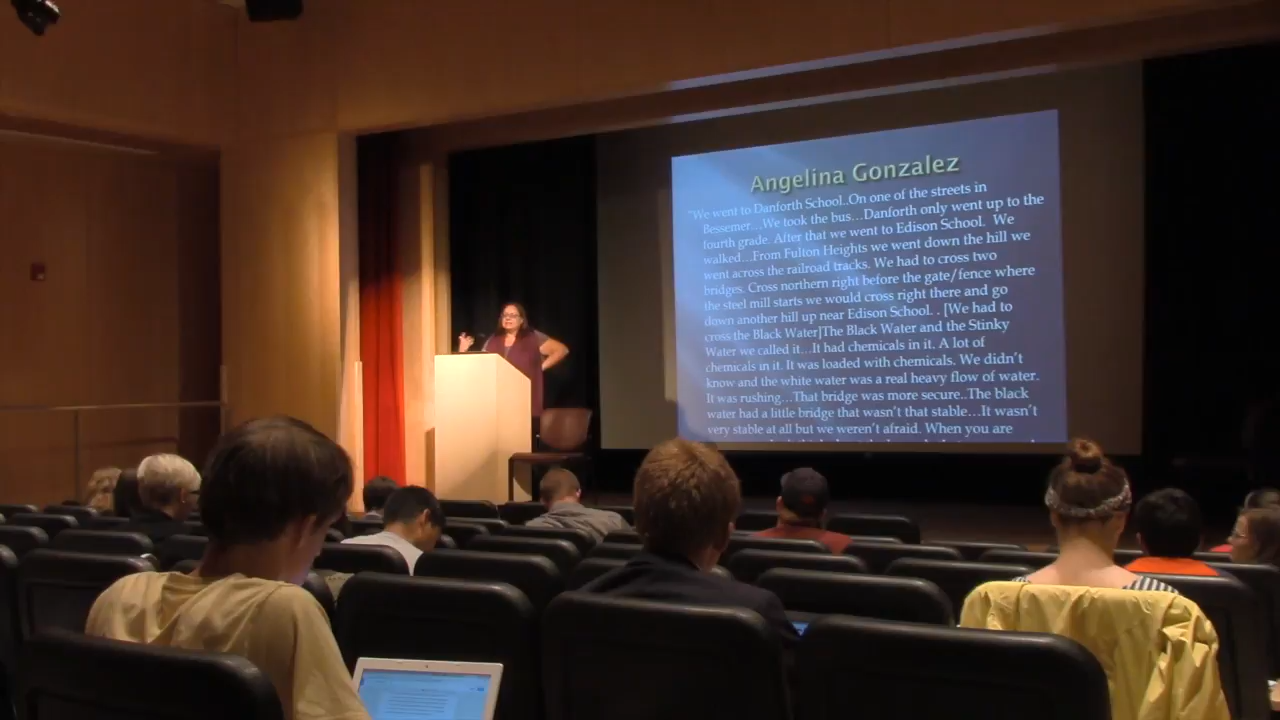 Angelina Gonzalez
"We went to Danforth School..On one of the streets in
Bessemer...We took the bus...Danforth only went up to the
fourth grade. After that we went to Edison School. We
walked...From Fulton Heights we went down the hill we
went across the railroad tracks. We had to cross two
bridges. Cross northern right before the gate/fence where
the steel mill starts we would cross right there and go
down another hill up near Edison School. . [We had to
cross the Black Water]The Black Water and the Stinky
Water we called it...It had chemicals in it. A lot of
chemicals in it. It was loaded with chemicals. We didn't
know and the white water was a real heavy flow of water.
It was rushing...That bridge was more secure..The black
water had a little bridge that wasn't that stable...It wasn't
very stable at all but we weren't afraid. When you are